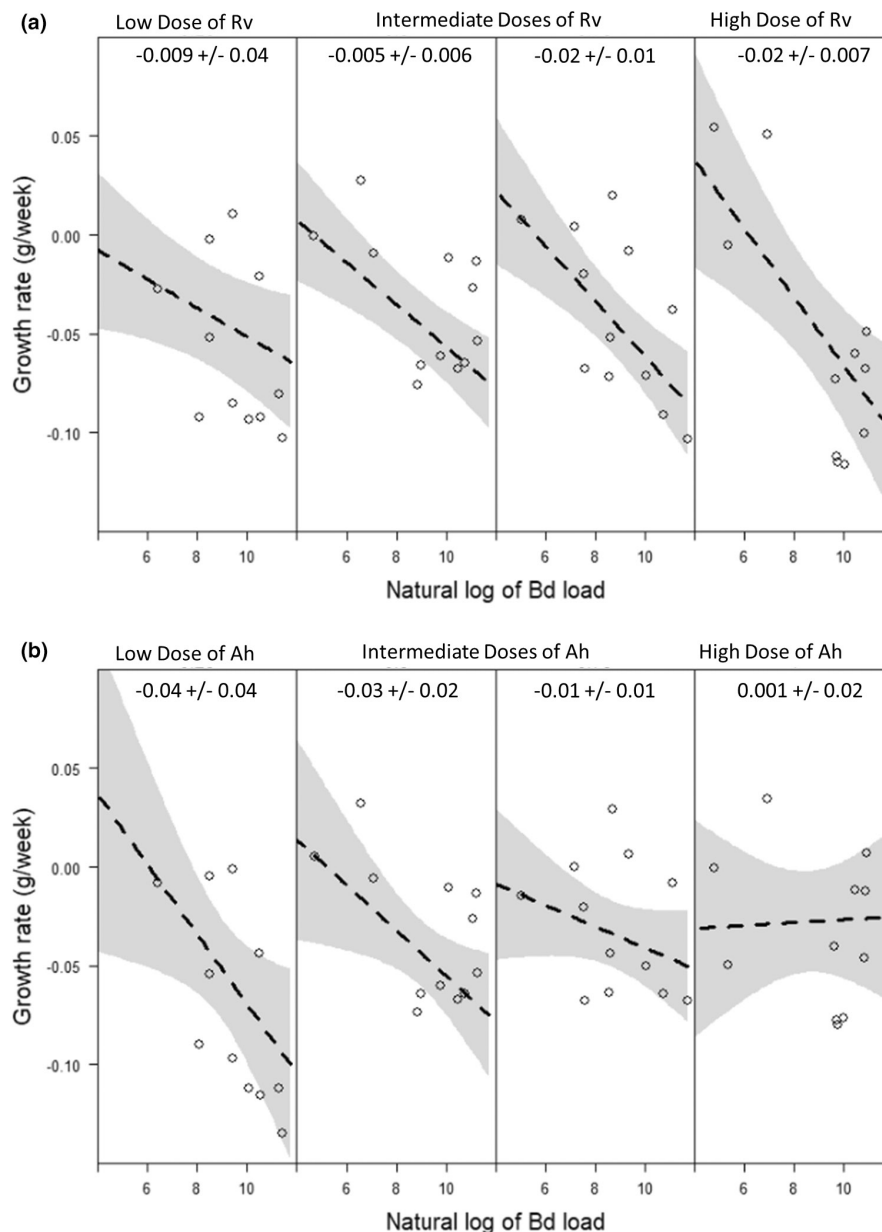 (a)
Low Dose of Rv Intermediate Doses of Rv High Dose of Rv
-0.009 +/- 0.04 -0.005 +/- 0.006 -0.02 +/- 0.01 -0.02 +/- 0.007
0.05
0.00
-0.05
-0.10
Growth rate (g/week)
6 8 10 6 8 10 6 8 10 6 8 10
Natural log of Bd load
(b)
Low Dose of Ah Intermediate Doses of Ah High Dose of Ah
-0.04 +/- 0.04 -0.03 +/- 0.02 -0.01 +/- 0.01 0.001 +/- 0.02
0.05
0.00
-0.05
-0.10
Growth rate (g/week)
6 8 10 6 8 10 6 8 10 6 8 10
Natural log of Bd load